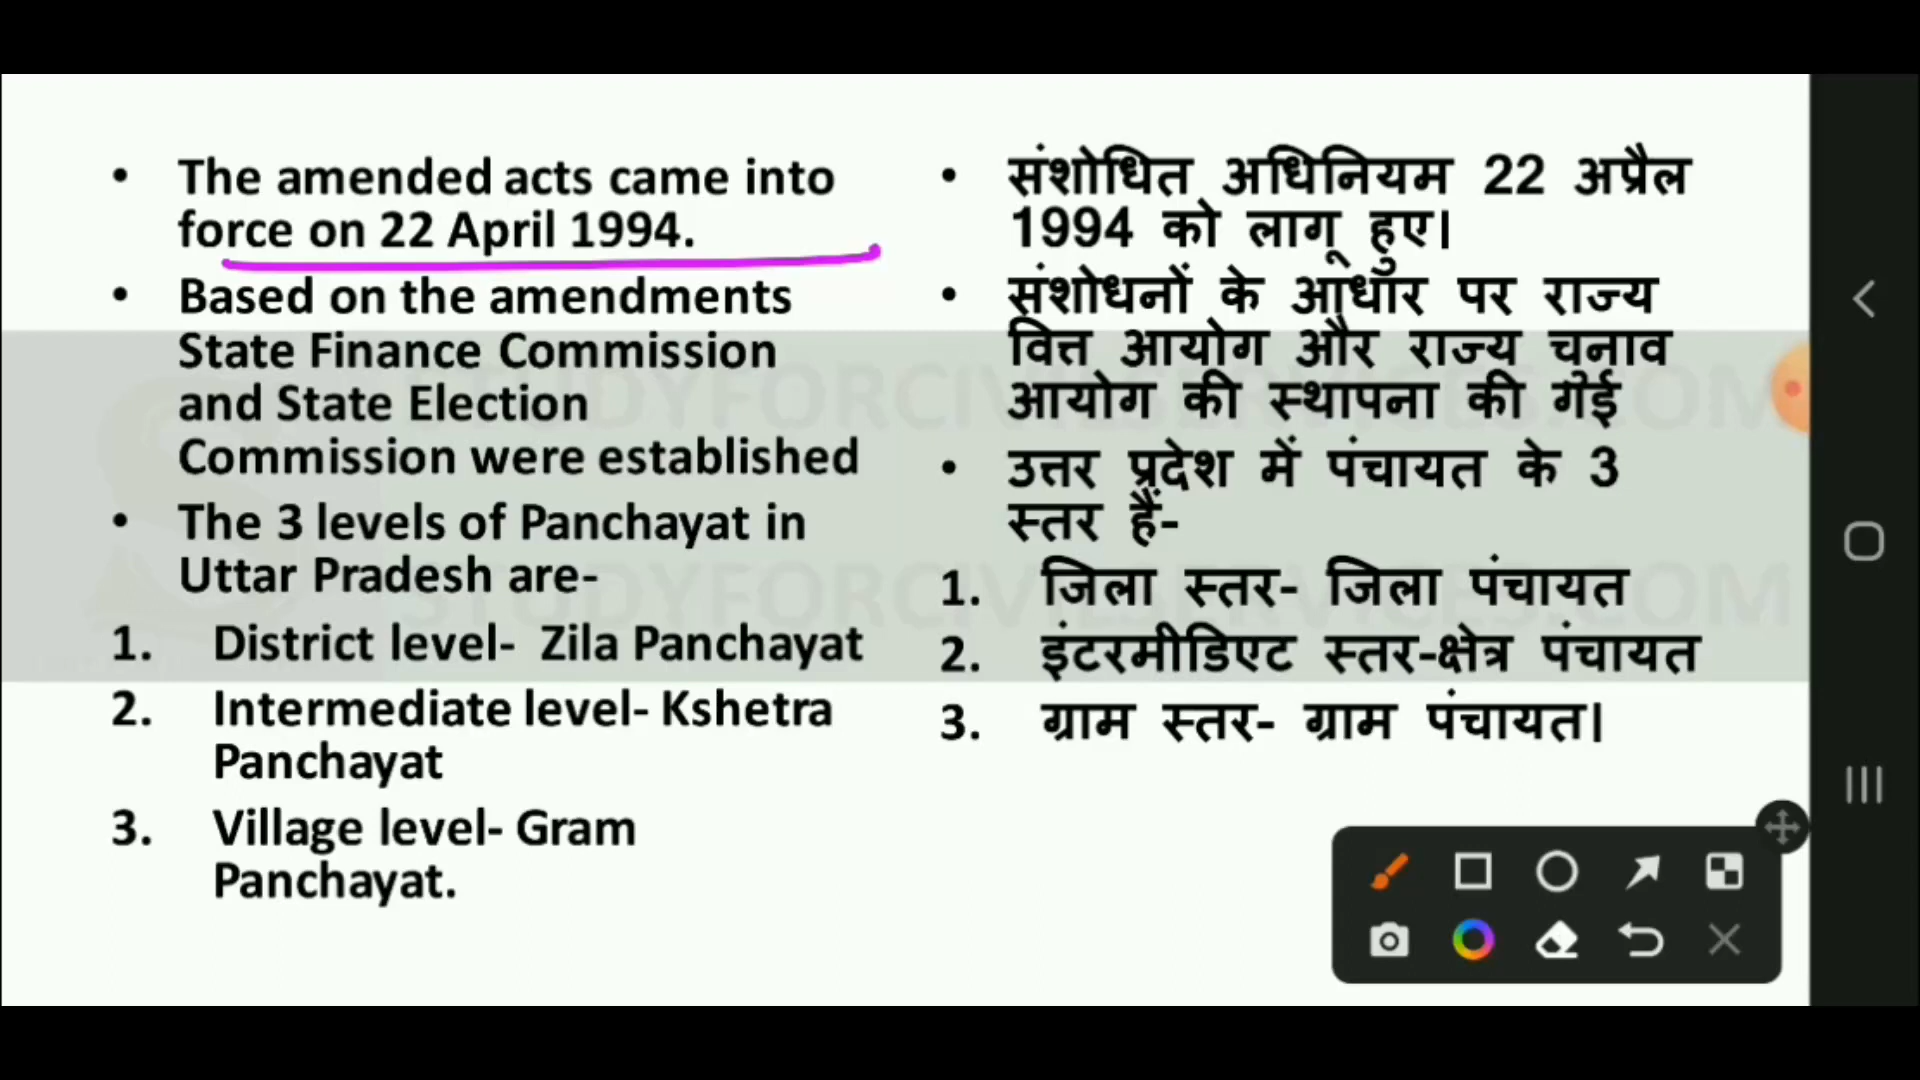 • The amended acts came into
force on 22 April 1994.
• Based on the amendments
State Finance Commission
and State Election
Commission were established
• The 3 levels of Panchayat in
Uttar Pradesh are-
1. District level- Zila Panchayat
2. Intermediate level- Kshetra
Panchayat
3. Village level- Gram
Panchayat.
• संशोधित अधिनियम 22 अप्रैल
1994 को लागू हुए।
• संशोधनों के आधार पर राज्य
वित्त आयोग और राज्य चुनाव
आयोग की स्थापना की गई
• उत्तर प्रदेश में पंचायत के 3
स्तर हैं-
1. जिला स्तर- जिला पंचायत
2. इंटरमीडिएट स्तर-क्षेत्र पंचायत
3. ग्राम स्तर- ग्राम पंचायत।
STUDYFORCIVILSERVICES.COM
STUDYFORCIVILSERVICES.COM